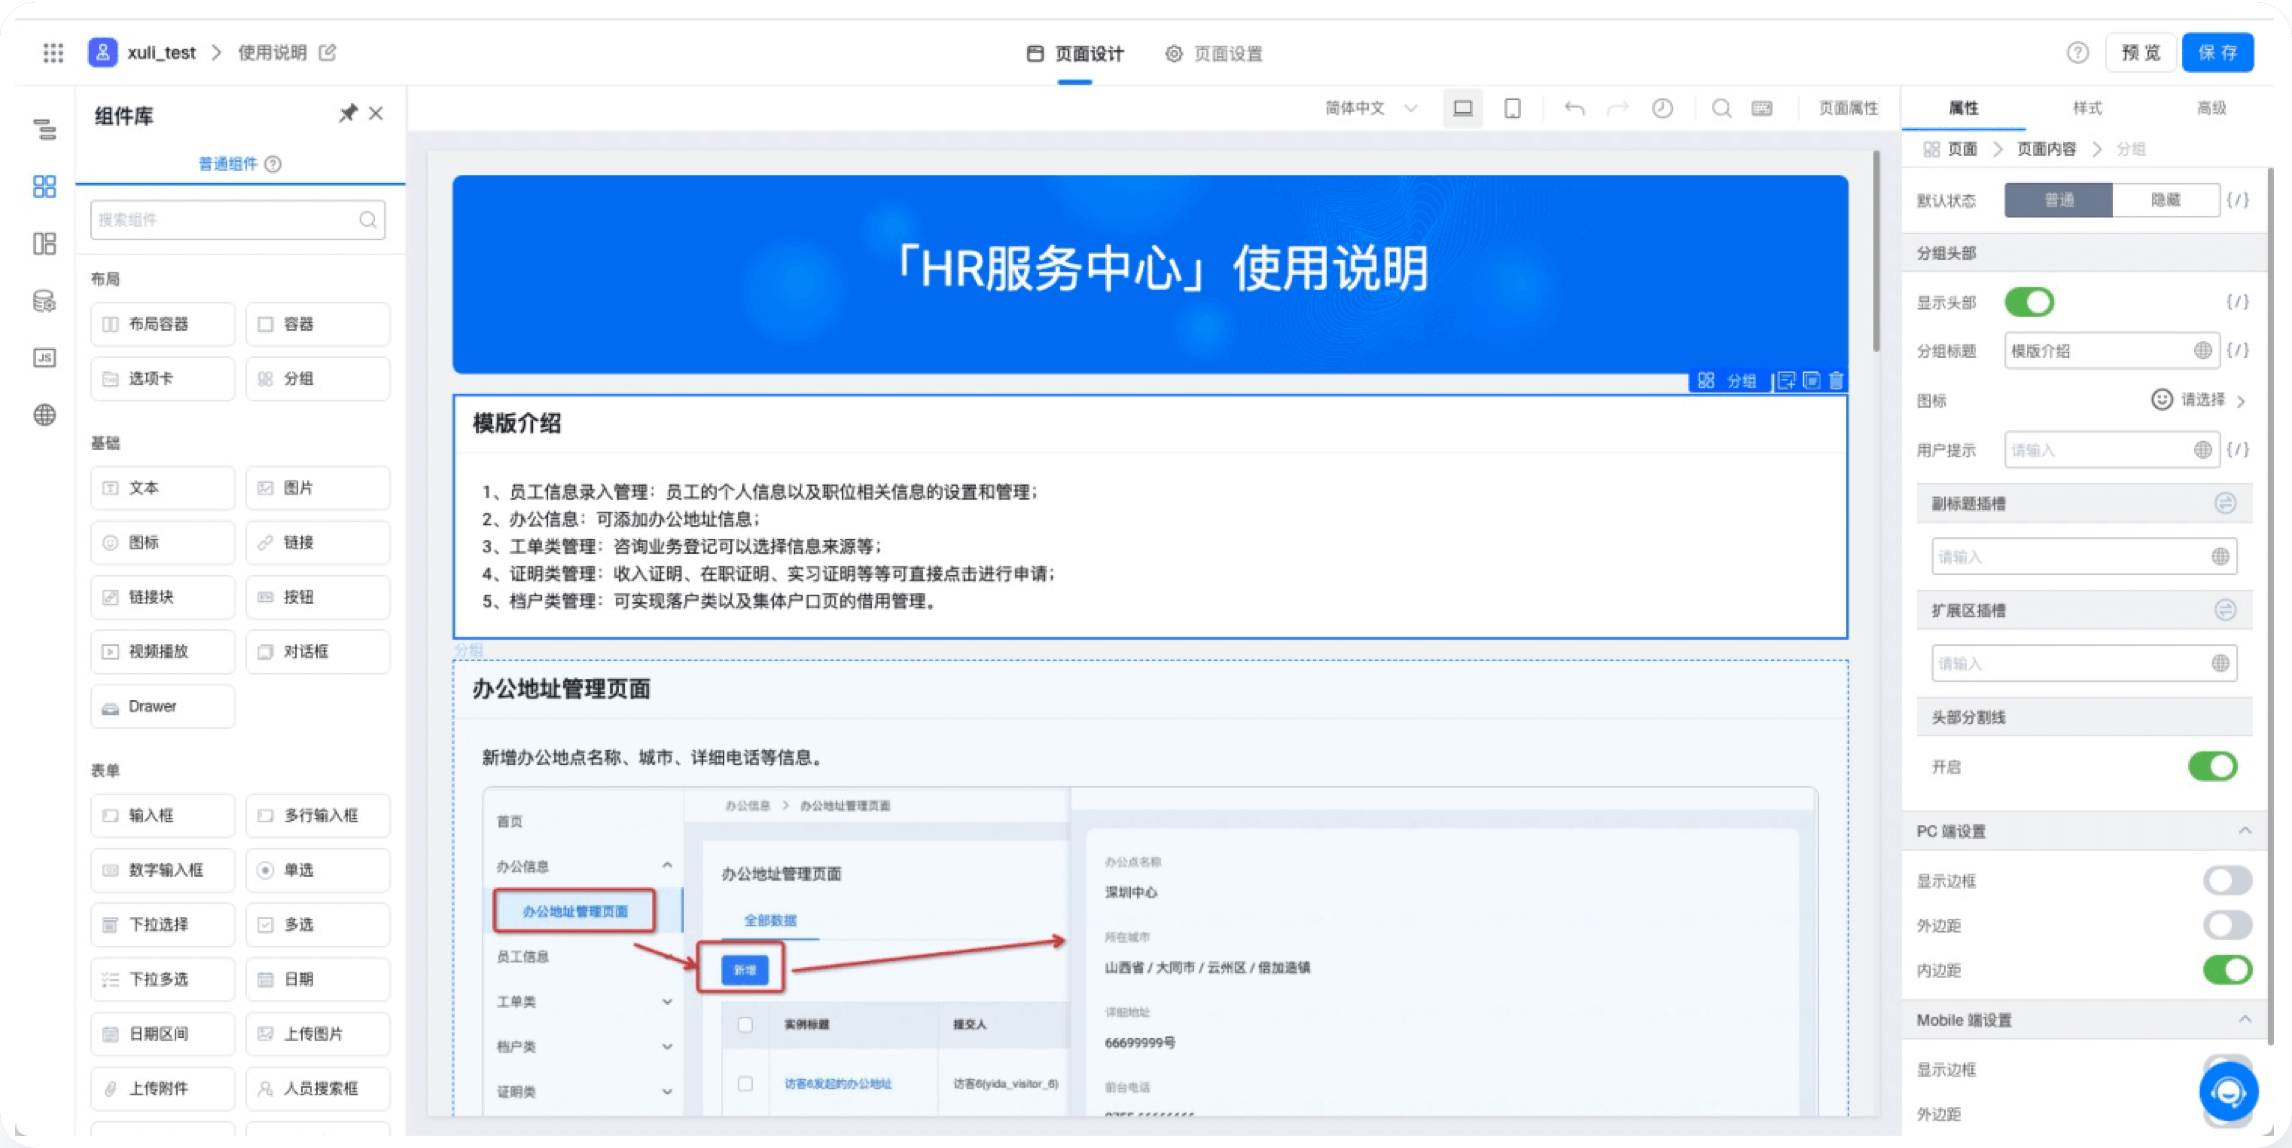 xuli_test > 使用说明
页面设计
页面设置
预览
保存
组件库
普通组件
搜索组件
布局
布局容器
容器
选项卡
分组
基础
文本
图片
图标
链接
链接块
按钮
视频播放
对话框
Drawer
表单
输入框
多行输入框
数字输入框
单选
下拉选择
多选
下拉多选
日期
日期区间
上传图片
上传附件
人员搜索框
简体中文
页面属性
「HR服务中心」使用说明
分组
模版介绍
1、员工信息录入管理：员工的个人信息以及职位相关信息的设置和管理；
2、办公信息：可添加办公地址信息；
3、工单类管理：咨询业务登记可以选择信息来源等；
4、证明类管理：收入证明、在职证明、实习证明等等可直接点击进行申请；
5、档户类管理：可实现落户类以及集体户口页的借用管理。
分组
办公地址管理页面
新增办公地点名称、城市、详细电话等信息。
首页
办公信息
办公地址管理页面
员工信息
工单类
档户类
证明类
办公信息 > 办公地址管理页面
办公地址管理页面
全部数据
新增
实例标题
提交人
访客6发起的办公地址
访客6(yida_visitor_6)
办公点名称
深圳中心
所在城市
山西省 / 大同市 / 云州区 / 倍加造镇
详细地址
66699999号
前台电话
属性
样式
高级
页面 > 页面内容 > 分组
默认状态
普通
隐藏
{/}
分组头部
显示头部
{/}
分组标题
模版介绍
{/}
图标
请选择 >
用户提示
请输入
{/}
副标题插槽
请输入
扩展区插槽
请输入
头部分割线
开启
PC 端设置
显示边框
外边距
内边距
Mobile 端设置
显示边框
外边距